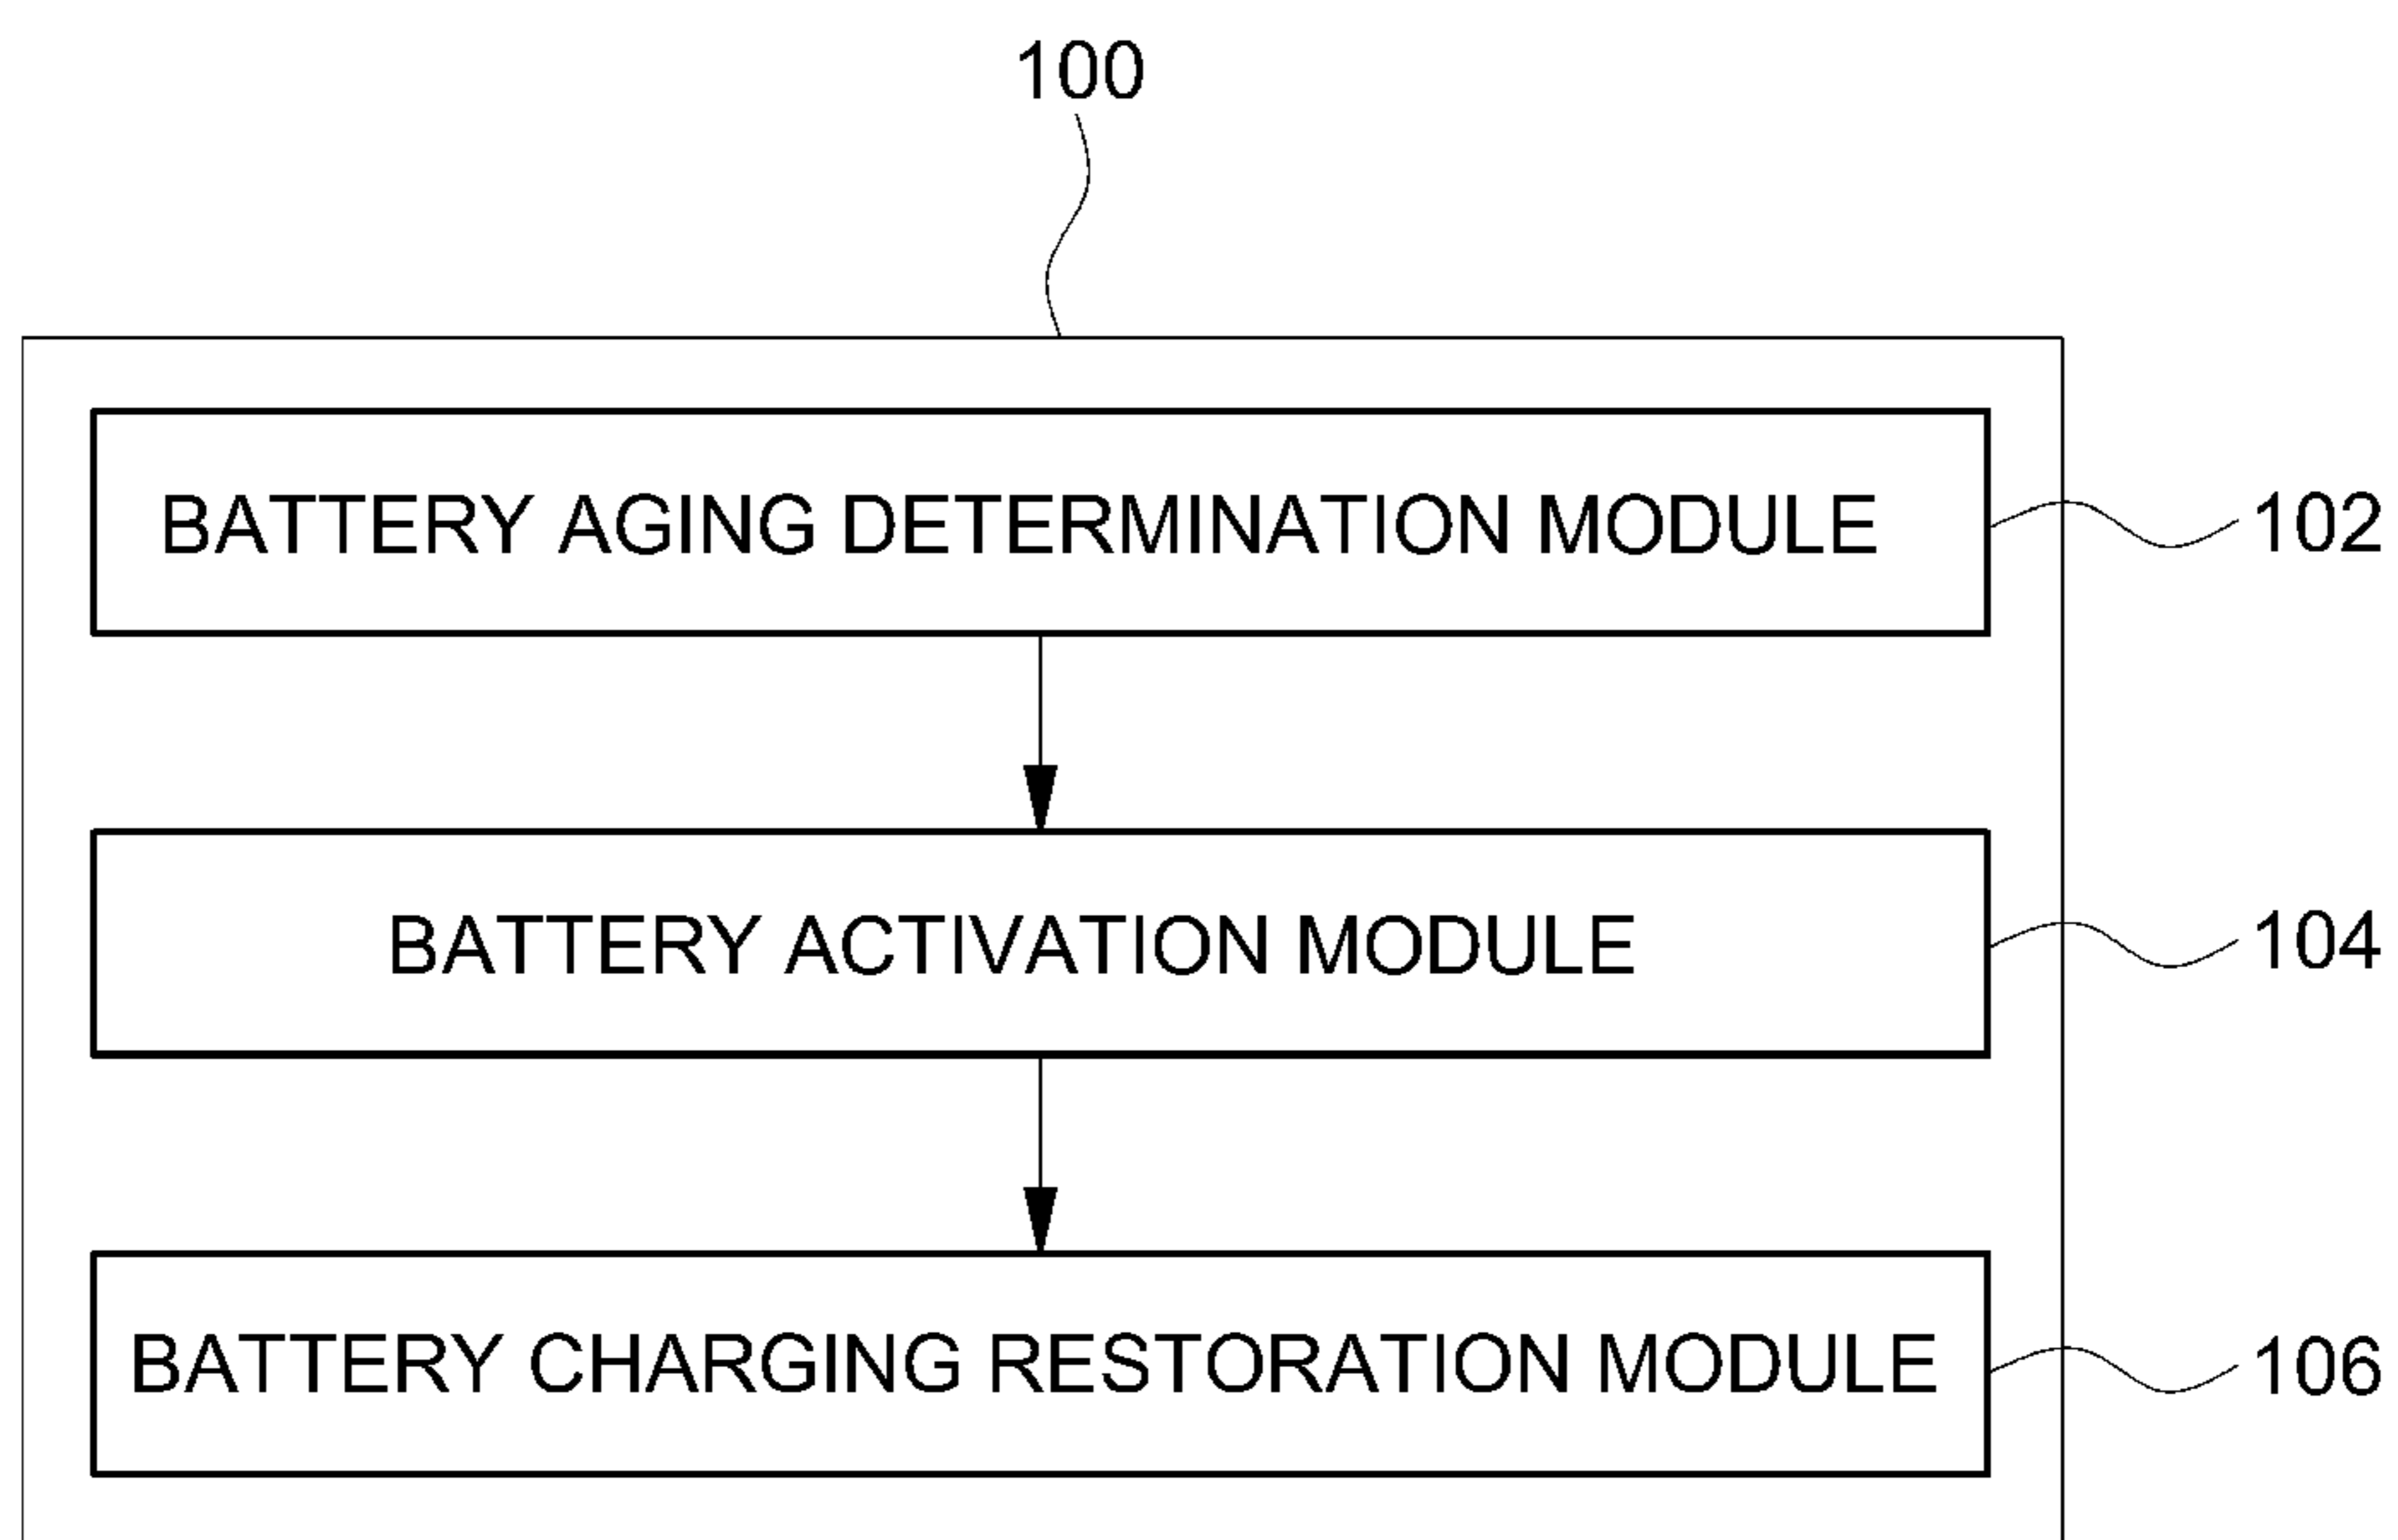 100
BATTERY AGING DETERMINATION MODULE
102
BATTERY ACTIVATION MODULE
104
BATTERY CHARGING RESTORATION MODULE
106